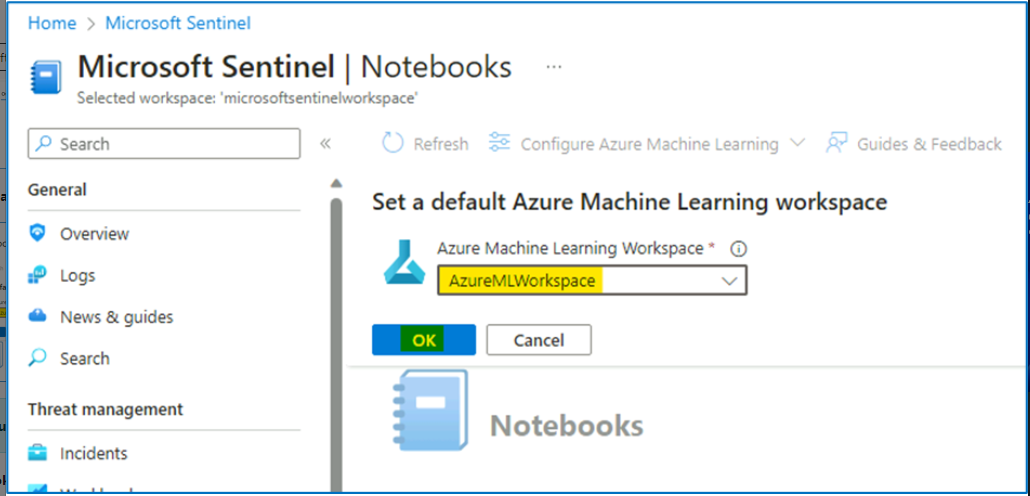 Home > Microsoft Sentinel
Microsoft Sentinel | Notebooks ...
Selected workspace: 'microsoftsentinelworkspace'
Search «
Refresh Configure Azure Machine Learning Guides & Feedback
General
Set a default Azure Machine Learning workspace
Overview
Azure Machine Learning Workspace *
Logs
AzureMLWorkspace
News & guides
OK Cancel
Search
Threat management
Notebooks
Incidents